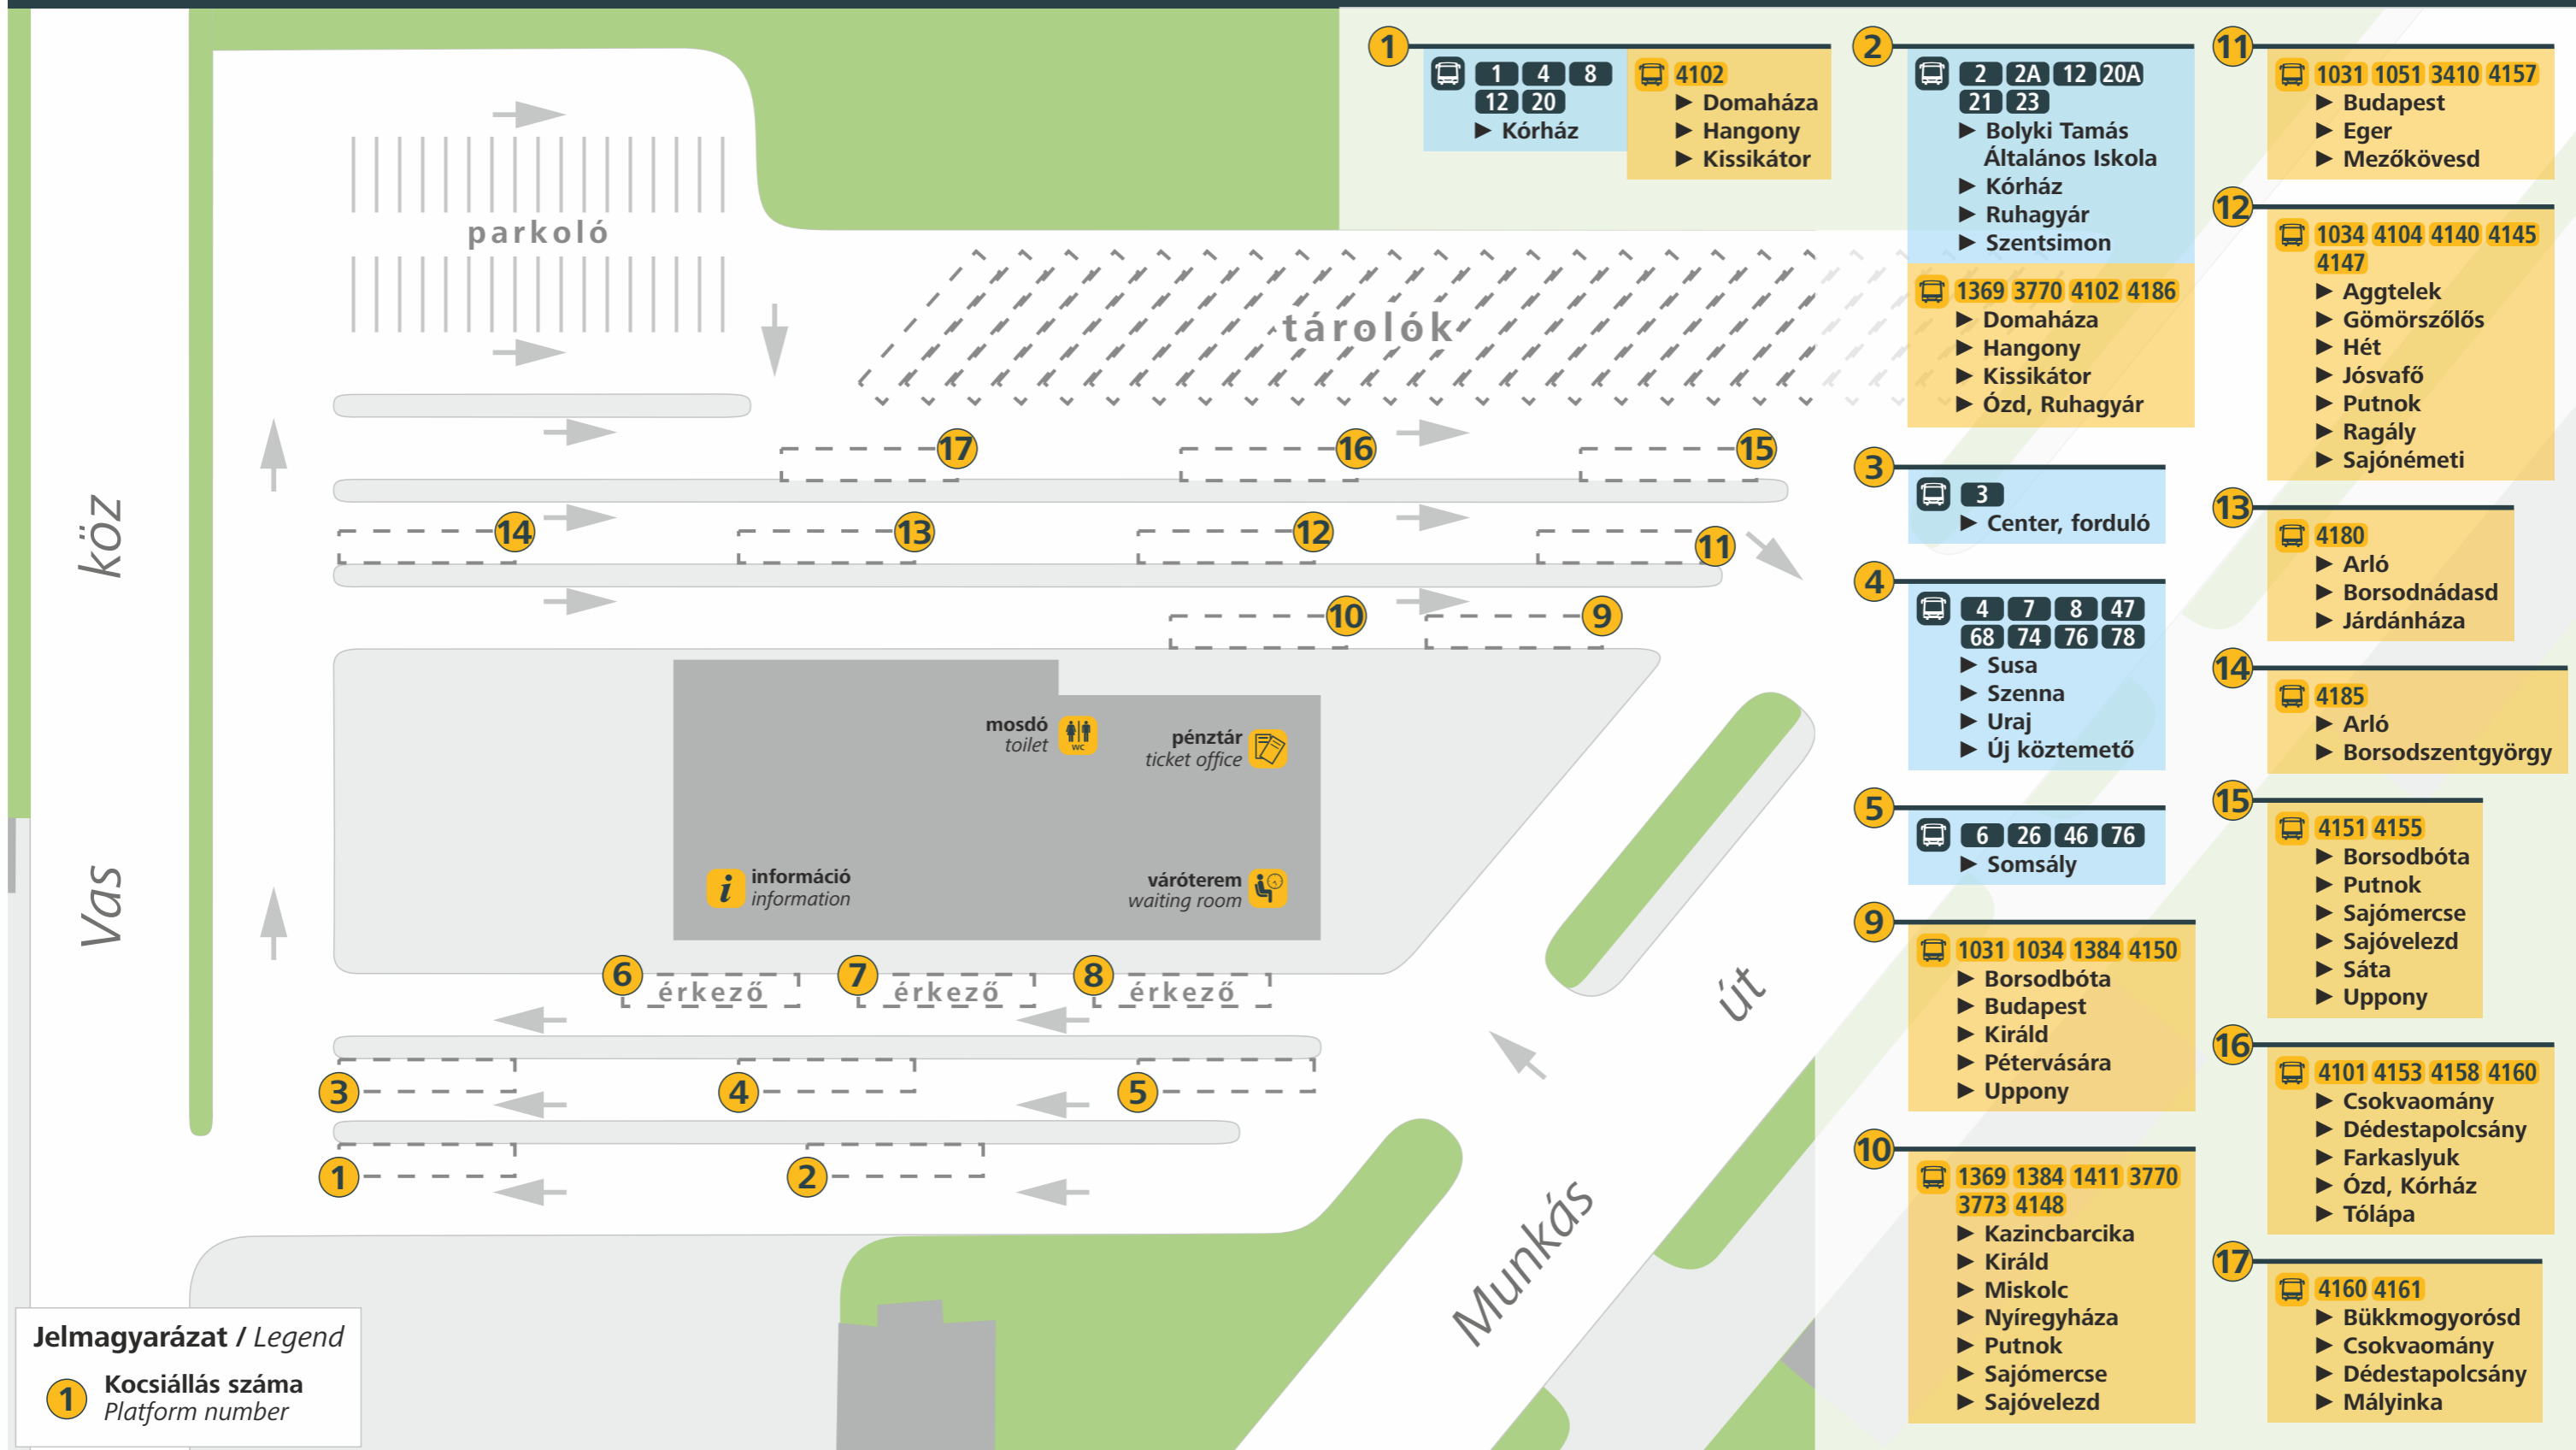 parkoló
tárolók
17
16
15
14
13
12
11
10
9
mosdó
toilet
WC
pénztár
ticket office
i
információ
information
váróterem
waiting room
6
érkező
7
érkező
8
érkező
3
4
5
1
2
Vas köz
Munkás út
Jelmagyarázat / Legend
1
Kocsiállás száma
Platform number
1
1 4 8
12 20
► Kórház
4102
► Domaháza
► Hangony
► Kissikátor
2
2 2A 12 20A
21 23
► Bolyki Tamás
Általános Iskola
► Kórház
► Ruhagyár
► Szentsimon
1369 3770 4102 4186
► Domaháza
► Hangony
► Kissikátor
► Ózd, Ruhagyár
3
3
► Center, forduló
4
4 7 8 47
68 74 76 78
► Susa
► Szenna
► Uraj
► Új köztemető
5
6 26 46 76
► Somsály
9
1031 1034 1384 4150
► Borsodbóta
► Budapest
► Királd
► Pétervására
► Uppony
10
1369 1384 1411 3770
3773 4148
► Kazincbarcika
► Királd
► Miskolc
► Nyíregyháza
► Putnok
► Sajómercse
► Sajóvelezd
11
1031 1051 3410 4157
► Budapest
► Eger
► Mezőkövesd
12
1034 4104 4140 4145
4147
► Aggtelek
► Gömörszőlős
► Hét
► Jósvafő
► Putnok
► Ragály
► Sajónémeti
13
4180
► Arló
► Borsodnádasd
► Járdánháza
14
4185
► Arló
► Borsodszentgyörgy
15
4151 4155
► Borsodbóta
► Putnok
► Sajómercse
► Sajóvelezd
► Sáta
► Uppony
16
4101 4153 4158 4160
► Csokvaomány
► Dédestapolcsány
► Farkaslyuk
► Ózd, Kórház
► Tólápa
17
4160 4161
► Bükkmogyorósd
► Csokvaomány
► Dédestapolcsány
► Mályinka